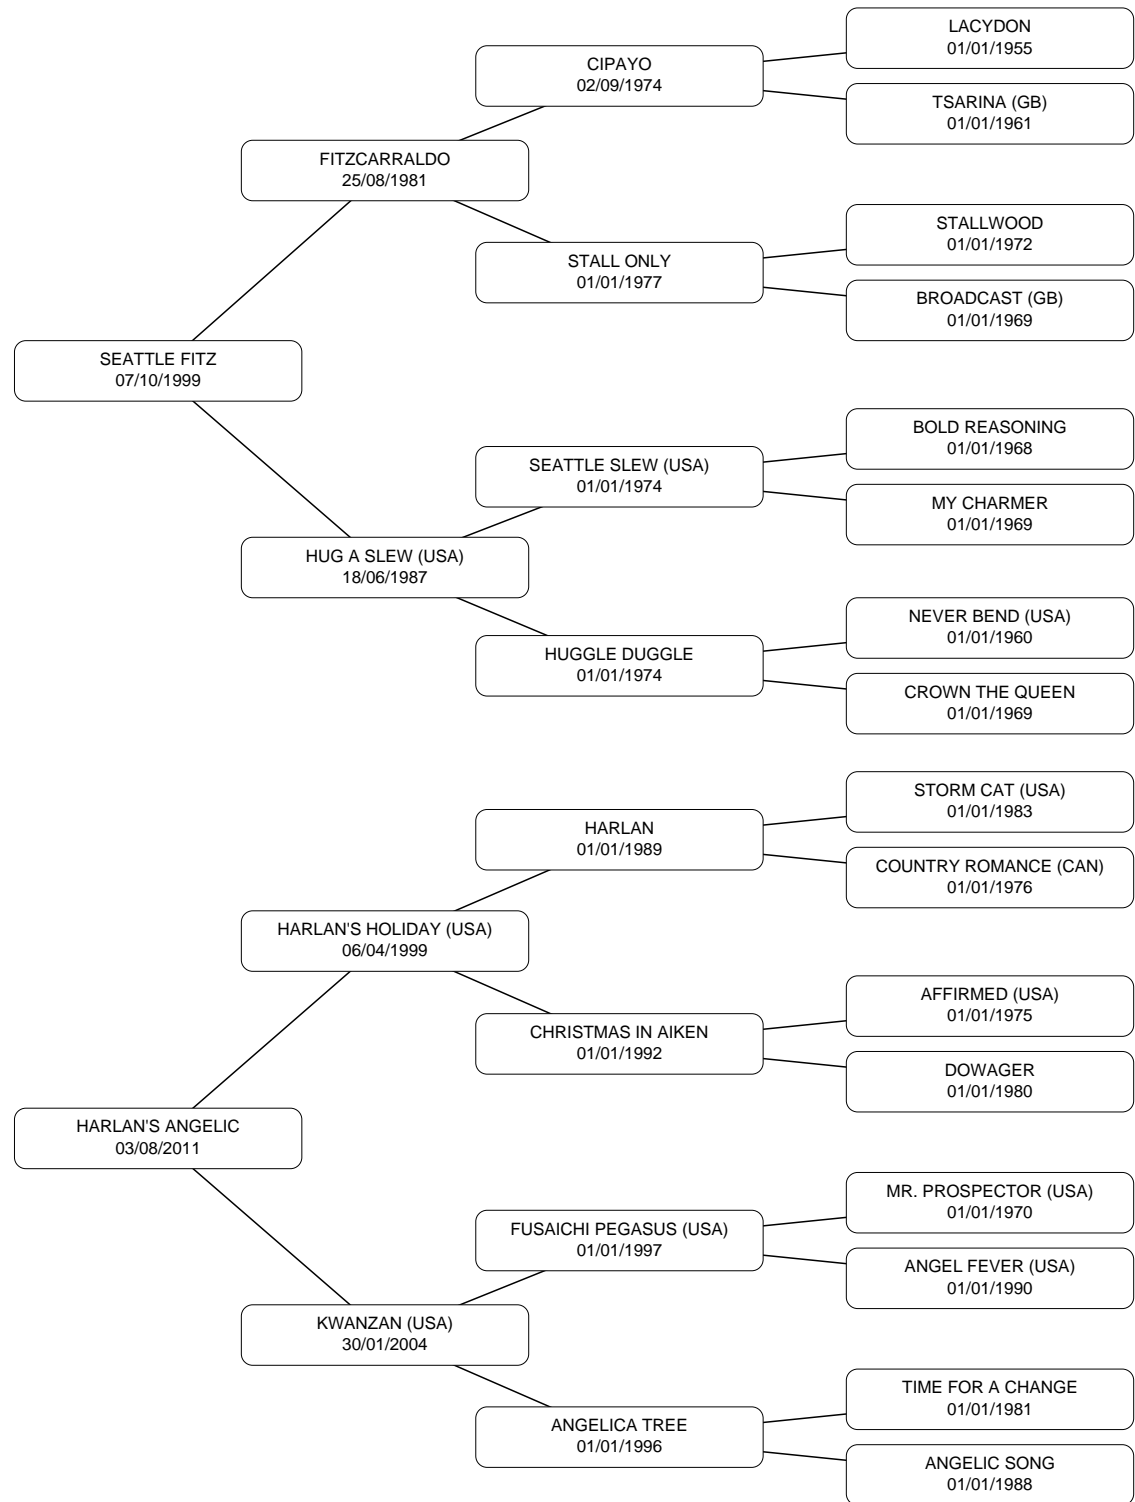 LACYDON
01/01/1955
CIPAYO
02/09/1974
TSARINA (GB)
01/01/1961
FITZCARRALDO
25/08/1981
STALLWOOD
01/01/1972
STALL ONLY
01/01/1977
BROADCAST (GB)
01/01/1969
SEATTLE FITZ
07/10/1999
BOLD REASONING
01/01/1968
SEATTLE SLEW (USA)
01/01/1974
MY CHARMER
01/01/1969
HUG A SLEW (USA)
18/06/1987
NEVER BEND (USA)
01/01/1960
HUGGLE DUGGLE
01/01/1974
CROWN THE QUEEN
01/01/1969
STORM CAT (USA)
01/01/1983
HARLAN
01/01/1989
COUNTRY ROMANCE (CAN)
01/01/1976
HARLAN'S HOLIDAY (USA)
06/04/1999
AFFIRMED (USA)
01/01/1975
CHRISTMAS IN AIKEN
01/01/1992
DOWAGER
01/01/1980
HARLAN'S ANGELIC
03/08/2011
MR. PROSPECTOR (USA)
01/01/1970
FUSAICHI PEGASUS (USA)
01/01/1997
ANGEL FEVER (USA)
01/01/1990
KWANZAN (USA)
30/01/2004
TIME FOR A CHANGE
01/01/1981
ANGELICA TREE
01/01/1996
ANGELIC SONG
01/01/1988